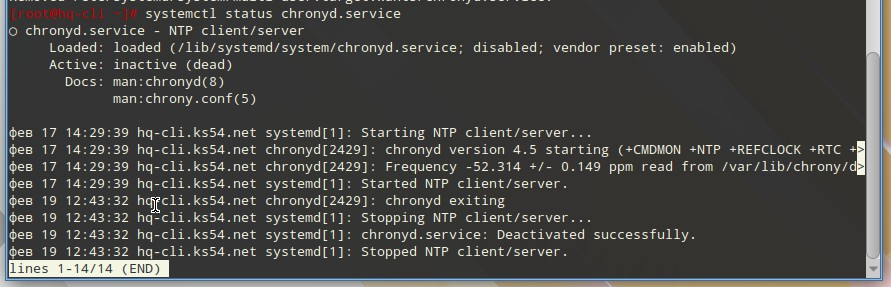 [root@hq-cli ~]# systemctl status chronyd.service
○ chronyd.service - NTP client/server
Loaded: loaded (/lib/systemd/system/chronyd.service; disabled; vendor preset: enabled)
Active: inactive (dead)
Docs: man:chronyd(8)
man:chrony.conf(5)
фев 17 14:29:39 hq-cli.ks54.net systemd[1]: Starting NTP client/server...
фев 17 14:29:39 hq-cli.ks54.net chronyd[2429]: chronyd version 4.5 starting (+CMDMON +NTP +REFCLOCK +RTC +>
фев 17 14:29:39 hq-cli.ks54.net chronyd[2429]: Frequency -52.314 +/- 0.149 ppm read from /var/lib/chrony/d>
фев 17 14:29:39 hq-cli.ks54.net systemd[1]: Started NTP client/server.
фев 19 12:43:32 hq-cli.ks54.net chronyd[2429]: chronyd exiting
фев 19 12:43:32 hq-cli.ks54.net systemd[1]: Stopping NTP client/server...
фев 19 12:43:32 hq-cli.ks54.net systemd[1]: chronyd.service: Deactivated successfully.
фев 19 12:43:32 hq-cli.ks54.net systemd[1]: Stopped NTP client/server.
lines 1-14/14 (END)